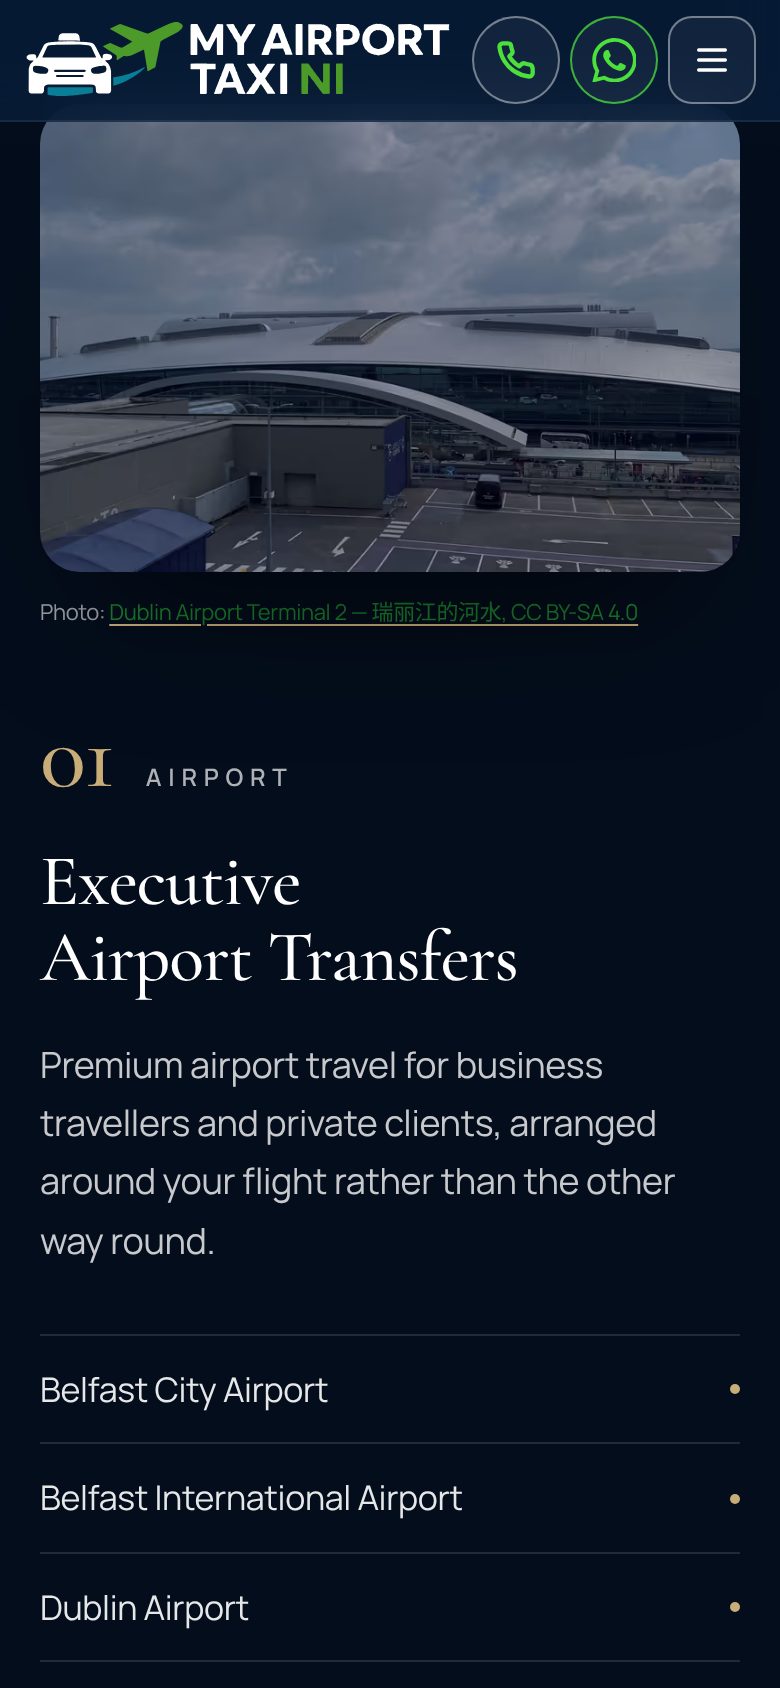 MY AIRPORT
TAXI NI
Photo: Dublin Airport Terminal 2 — 瑞丽江的河水, CC BY-SA 4.0
01 AIRPORT
Executive
Airport Transfers
Premium airport travel for business
travellers and private clients, arranged
around your flight rather than the other
way round.
Belfast City Airport
Belfast International Airport
Dublin Airport